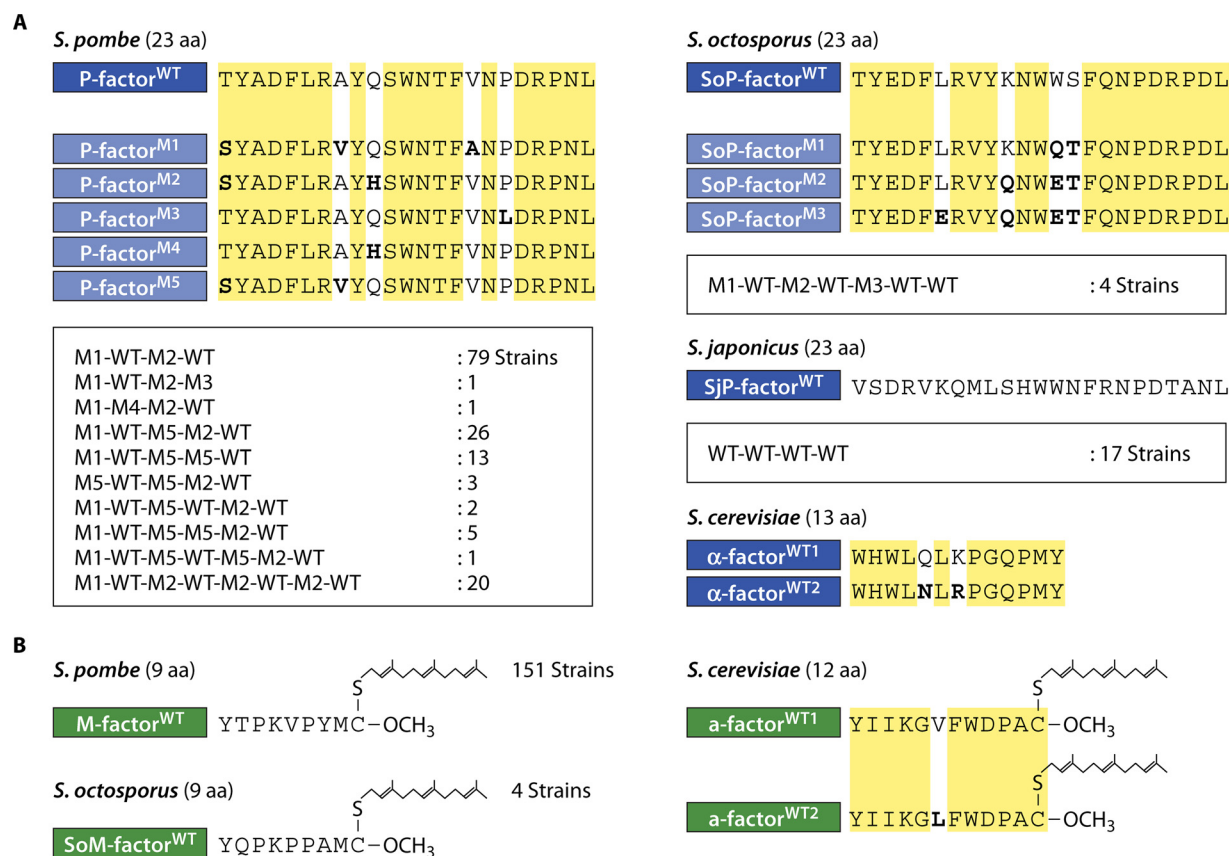 A
S. pombe (23 aa)
P-factorWT TYADFLRAYQSWNTFVNPDRPNL
P-factorM1 SYADFLRVYQSWNTFANPDRPNL
P-factorM2 SYADFLRAYHSWNTFVNPDRPNL
P-factorM3 TYADFLRAYQSWNTFVNLDRPNL
P-factorM4 TYADFLRAYHSWNTFVNPDRPNL
P-factorM5 SYADFLRVYQSWNTFVNPDRPNL
M1-WT-M2-WT : 79 Strains
M1-WT-M2-M3 : 1
M1-M4-M2-WT : 1
M1-WT-M5-M2-WT : 26
M1-WT-M5-M5-WT : 13
M5-WT-M5-M2-WT : 3
M1-WT-M5-WT-M2-WT : 2
M1-WT-M5-M5-M2-WT : 5
M1-WT-M5-WT-M5-M2-WT : 1
M1-WT-M2-WT-M2-WT-M2-WT : 20
S. octosporus (23 aa)
SoP-factorWT TYEDFLRVYKNWWSFQNPDRPDL
SoP-factorM1 TYEDFLRVYKNWQTFQNPDRPDL
SoP-factorM2 TYEDFLRVYQNWETFQNPDRPDL
SoP-factorM3 TYEDFERVYQNWETFQNPDRPDL
M1-WT-M2-WT-M3-WT-WT : 4 Strains
S. japonicus (23 aa)
SjP-factorWT VSDRVKQMLSHWWNFRNPDTANL
WT-WT-WT-WT : 17 Strains
S. cerevisiae (13 aa)
α-factorWT1 WHWLQLKPGQPMY
α-factorWT2 WHWLNLRPGQPMY
B
S. pombe (9 aa) 151 Strains
S
M-factorWT YTPKVPYMC-OCH3
S. octosporus (9 aa) 4 Strains
S
SoM-factorWT YQPKPPAMC-OCH3
S. cerevisiae (12 aa)
S
a-factorWT1 YIIKGVFWDPAC-OCH3
S
a-factorWT2 YIIKGLFWDPAC-OCH3